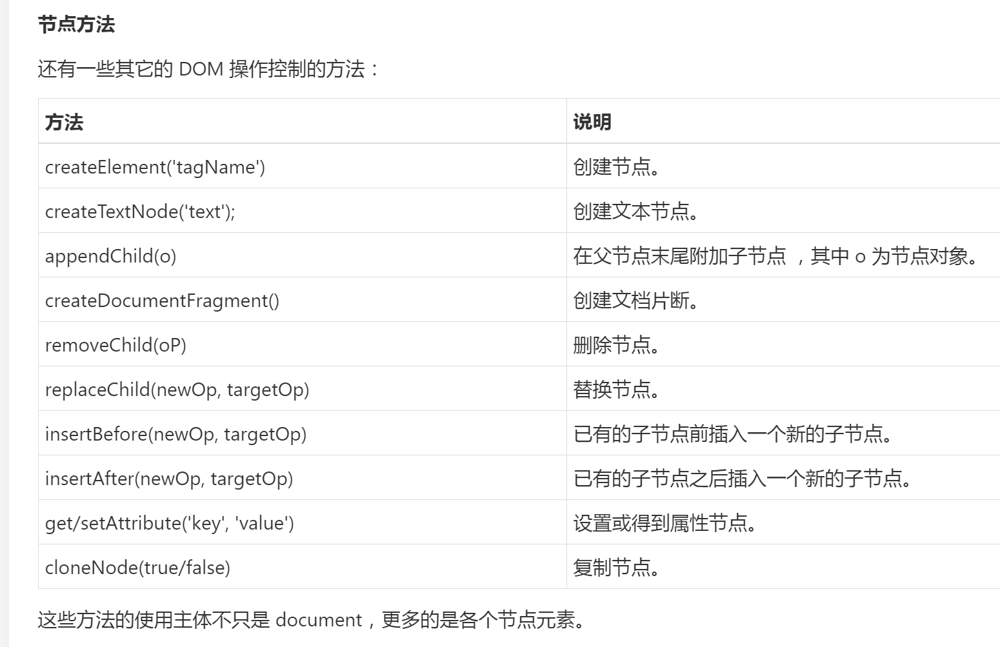 节点方法
还有一些其它的 DOM 操作控制的方法：
方法 说明
createElement('tagName') 创建节点。
createTextNode('text'); 创建文本节点。
appendChild(o) 在父节点末尾附加子节点 ，其中 o 为节点对象。
createDocumentFragment() 创建文档片断。
removeChild(oP) 删除节点。
replaceChild(newOp, targetOp) 替换节点。
insertBefore(newOp, targetOp) 已有的子节点前插入一个新的子节点。
insertAfter(newOp, targetOp) 已有的子节点之后插入一个新的子节点。
get/setAttribute('key', 'value') 设置或得到属性节点。
cloneNode(true/false) 复制节点。
这些方法的使用主体不只是 document，更多的是各个节点元素。